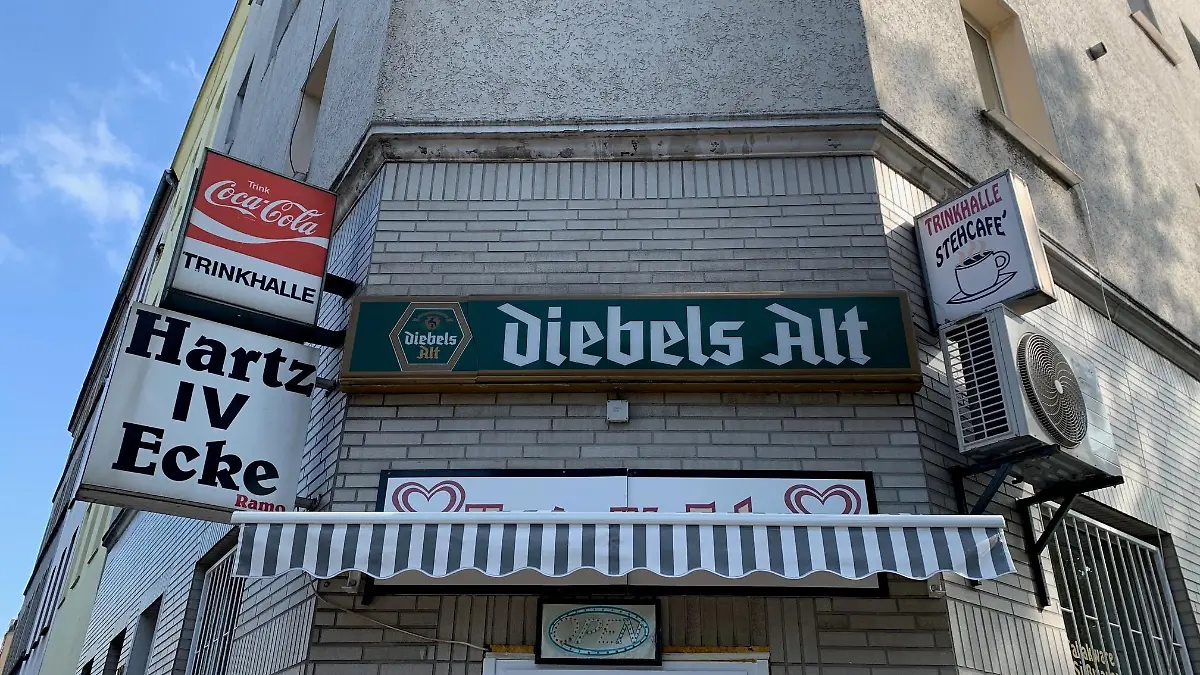 Trink
Coca-Cola
TRINKHALLE
Hartz
IV
Ecke
Ramo
diebels
Alt
diebels Alt
TRINKHALLE
STEHCAFE´
OPEN